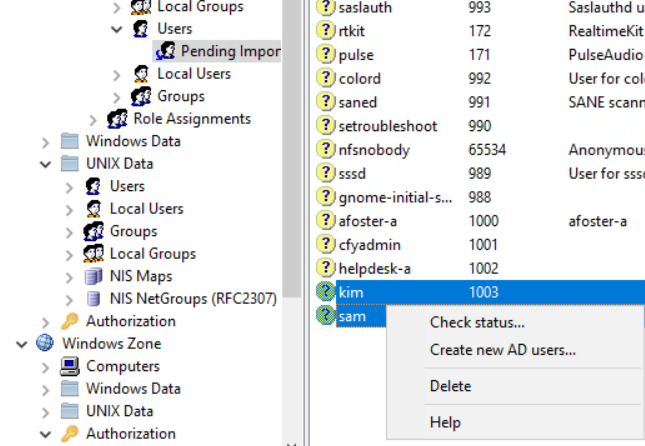 Local Groups
Users
Pending Impor
Local Users
Groups
Role Assignments
Windows Data
UNIX Data
Users
Local Users
Groups
Local Groups
NIS Maps
NIS NetGroups (RFC2307)
Authorization
Windows Zone
Computers
Windows Data
UNIX Data
Authorization
saslauth 993 Saslauthd u
rtkit 172 RealtimeKit
pulse 171 PulseAudio
colord 992 User for col
saned 991 SANE scann
setroubleshoot 990
nfsnobody 65534 Anonymous
sssd 989 User for sssd
gnome-initial-s... 988
afoster-a 1000 afoster-a
cfyadmin 1001
helpdesk-a 1002
kim 1003
sam
Check status...
Create new AD users...
Delete
Help